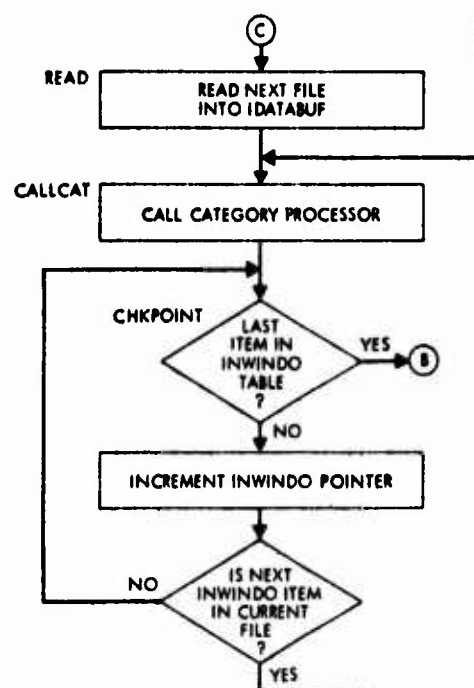 C
READ
READ NEXT FILE
INTO IDATABUF
CALLCAT
CALL CATEGORY PROCESSOR
CHKPOINT
LAST
ITEM IN
INWINDO
TABLE
?
YES
B
NO
INCREMENT INWINDO POINTER
NO
IS NEXT
INWINDO ITEM
IN CURRENT
FILE
?
YES